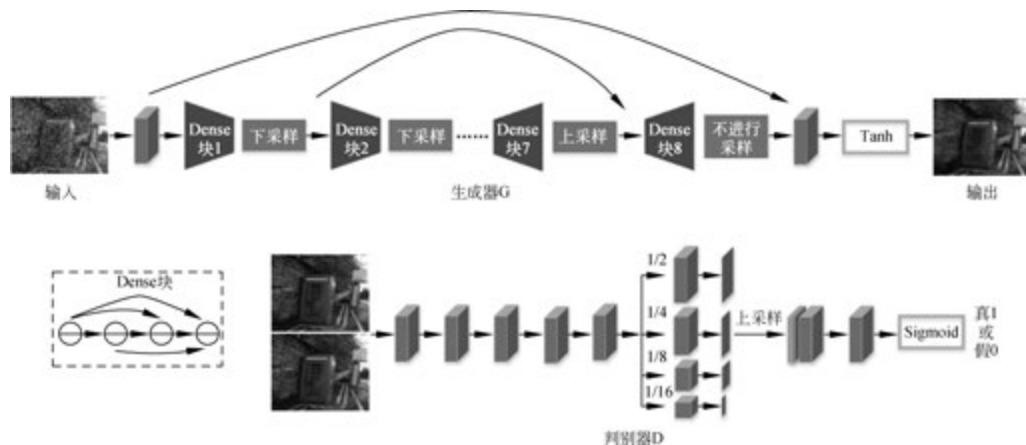 Dense
块1
下采样
Dense
块2
下采样
……
Dense
块7
上采样
Dense
块8
不进行
采样
Tanh
输入
生成器G
输出
Dense块
1/2
1/4
1/8
1/16
上采样
Sigmoid
真1
或
假0
判别器D